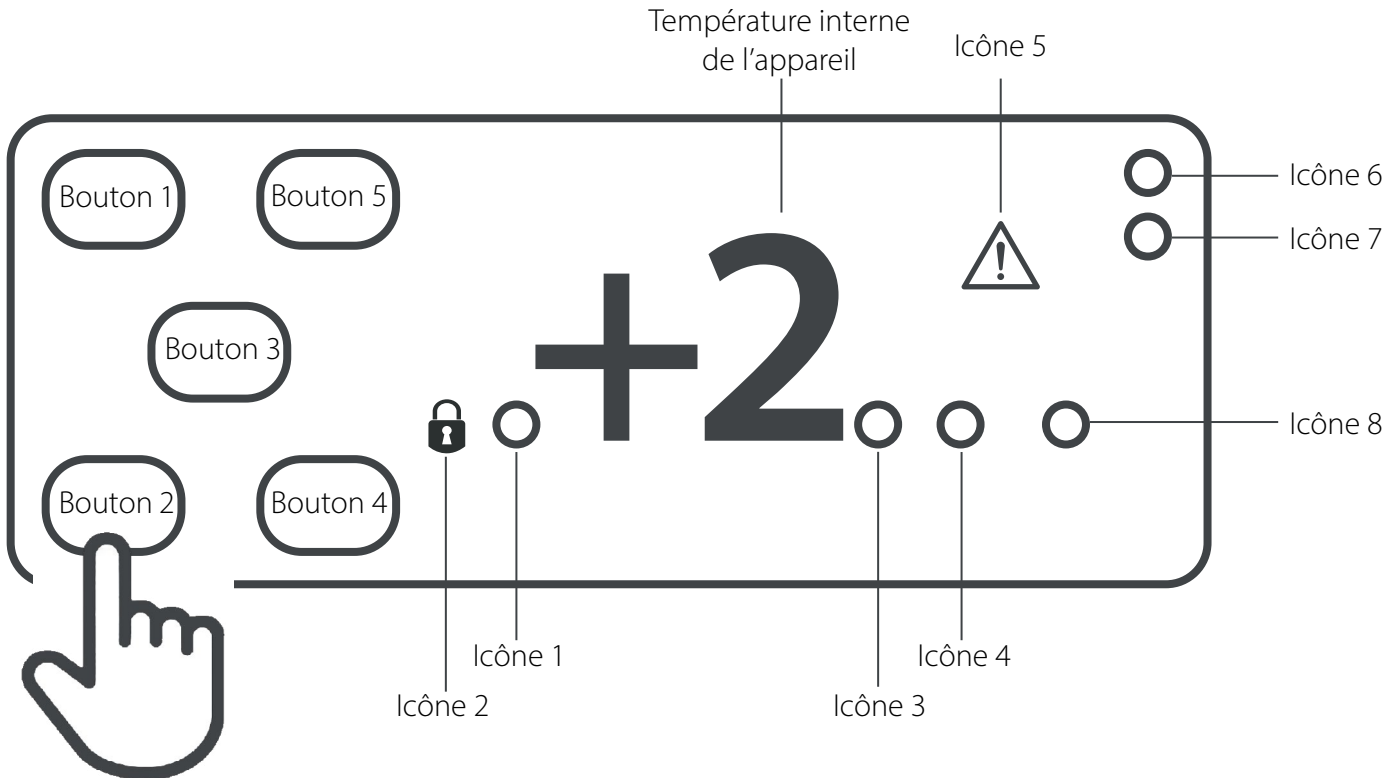 Température interne
de l'appareil
Icône 5
Bouton 1
Bouton 5
Icône 6
Icône 7
+2
Bouton 3
Icône 8
Bouton 2
Bouton 4
Icône 1
Icône 4
Icône 2
Icône 3